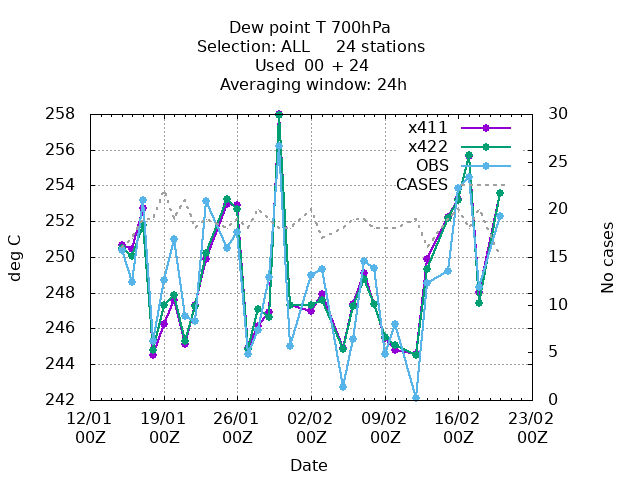 Dew point T 700hPa
Selection: ALL 24 stations
Used 00 + 24
Averaging window: 24h
258
256
254
252
250
248
246
244
242
30
25
20
15
10
5
0
x411
x422
OBS
CASES
deg C
No cases
12/01 19/01 26/01 02/02 09/02 16/02 23/02
00Z 00Z 00Z 00Z 00Z 00Z 00Z
Date